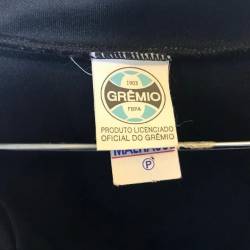 1903
GRÊMIO
FBPA
PRODUTO LICENCIADO
OFICIAL DO GRÊMIO
P